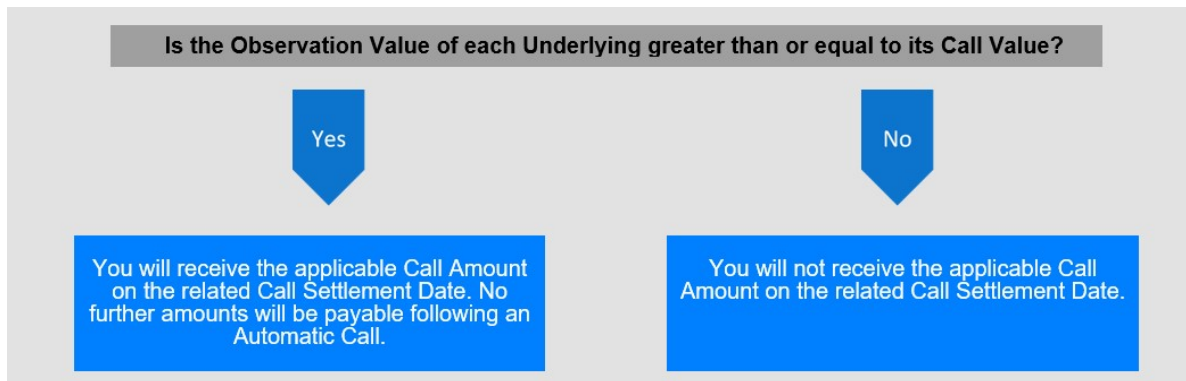 Is the Observation Value of each Underlying greater than or equal to its Call Value?
Yes
No
You will receive the applicable Call Amount
on the related Call Settlement Date. No
further amounts will be payable following an
Automatic Call.
You will not receive the applicable Call
Amount on the related Call Settlement Date.